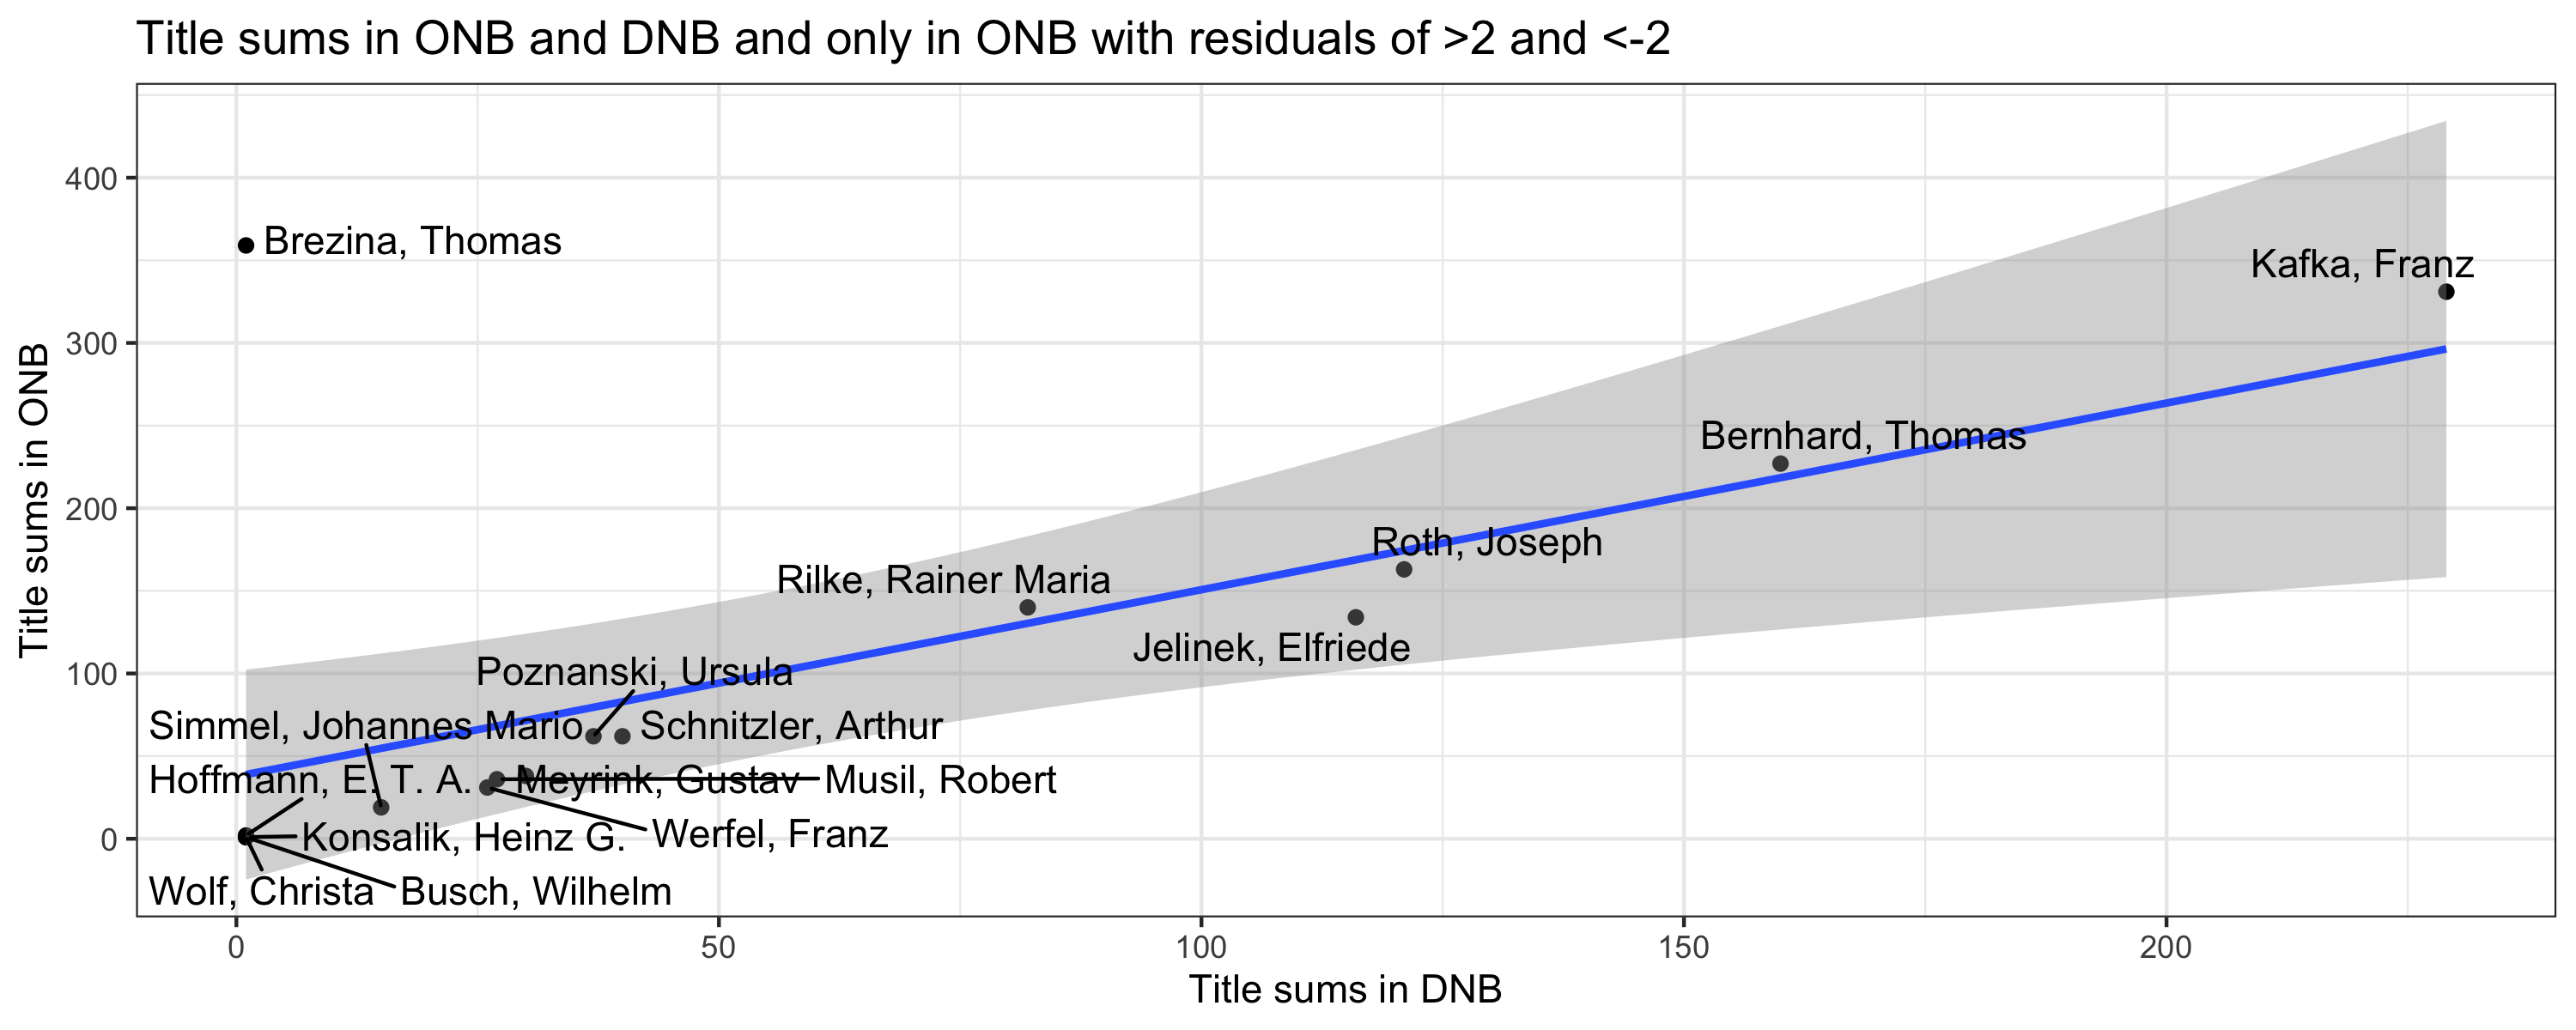 Title sums in ONB and DNB and only in ONB with residuals of >2 and <-2
Title sums in ONB
400
300
200
100
0
Brezina, Thomas
Kafka, Franz
Bernhard, Thomas
Roth, Joseph
Rilke, Rainer Maria
Jelinek, Elfriede
Poznanski, Ursula
Simmel, Johannes Mario
Schnitzler, Arthur
Hoffmann, E. T. A.
Meyrink, Gustav
Musil, Robert
Konsalik, Heinz G.
Werfel, Franz
Wolf, Christa
Busch, Wilhelm
0
50
100
150
200
Title sums in DNB